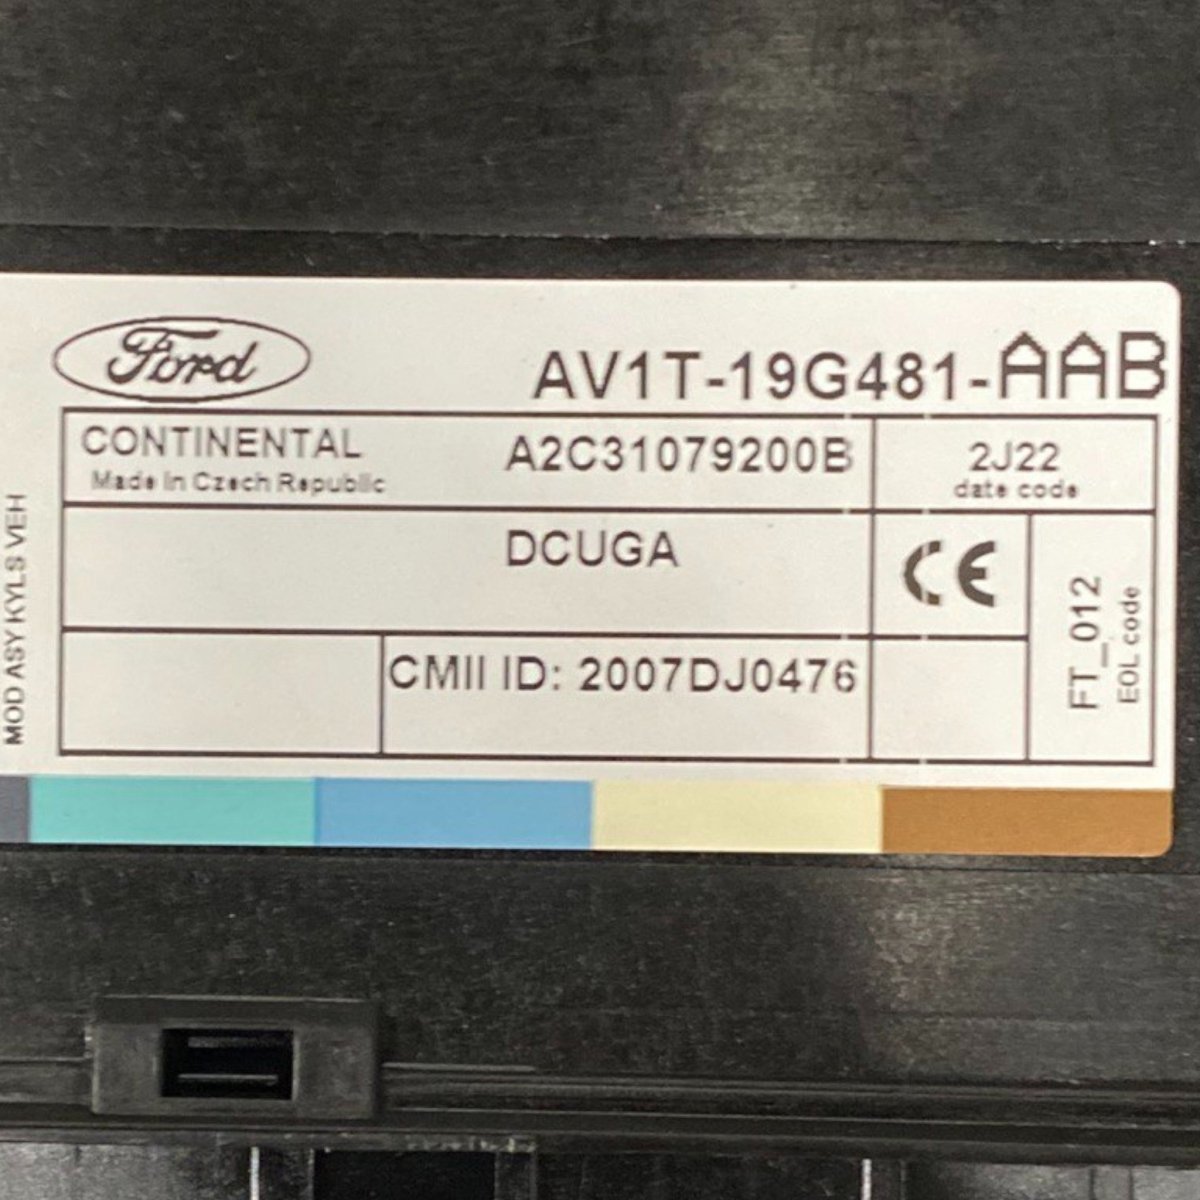 Ford
AV1T-19G481-AAB
CONTINENTAL
Made in Czech Republic
A2C31079200B
2J22
date code
DCUGA
CE
CMII ID: 2007DJ0476
FT_012
EOL code
MOD ASY KYLS VEH